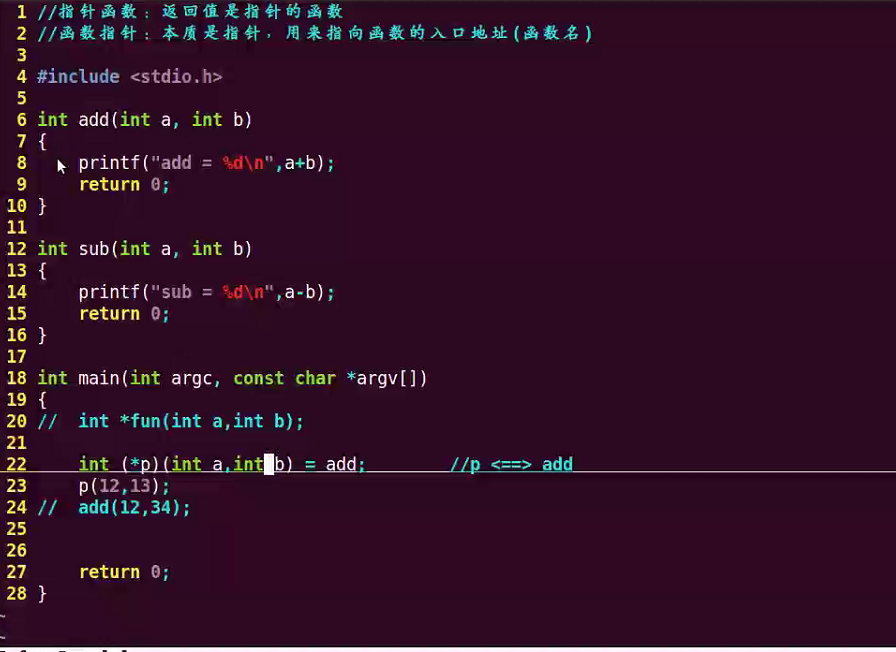 1 //指针函数：返回值是指针的函数
2 //函数指针：本质是指针，用来指向函数的入口地址(函数名)
3
4 #include <stdio.h>
5
6 int add(int a, int b)
7 {
8     printf("add = %d\n",a+b);
9     return 0;
10 }
11
12 int sub(int a, int b)
13 {
14     printf("sub = %d\n",a-b);
15     return 0;
16 }
17
18 int main(int argc, const char *argv[])
19 {
20 //  int *fun(int a,int b);
21
22     int (*p)(int a,int b) = add;        //p <==> add
23     p(12,13);
24 //  add(12,34);
25
26
27     return 0;
28 }
~
~